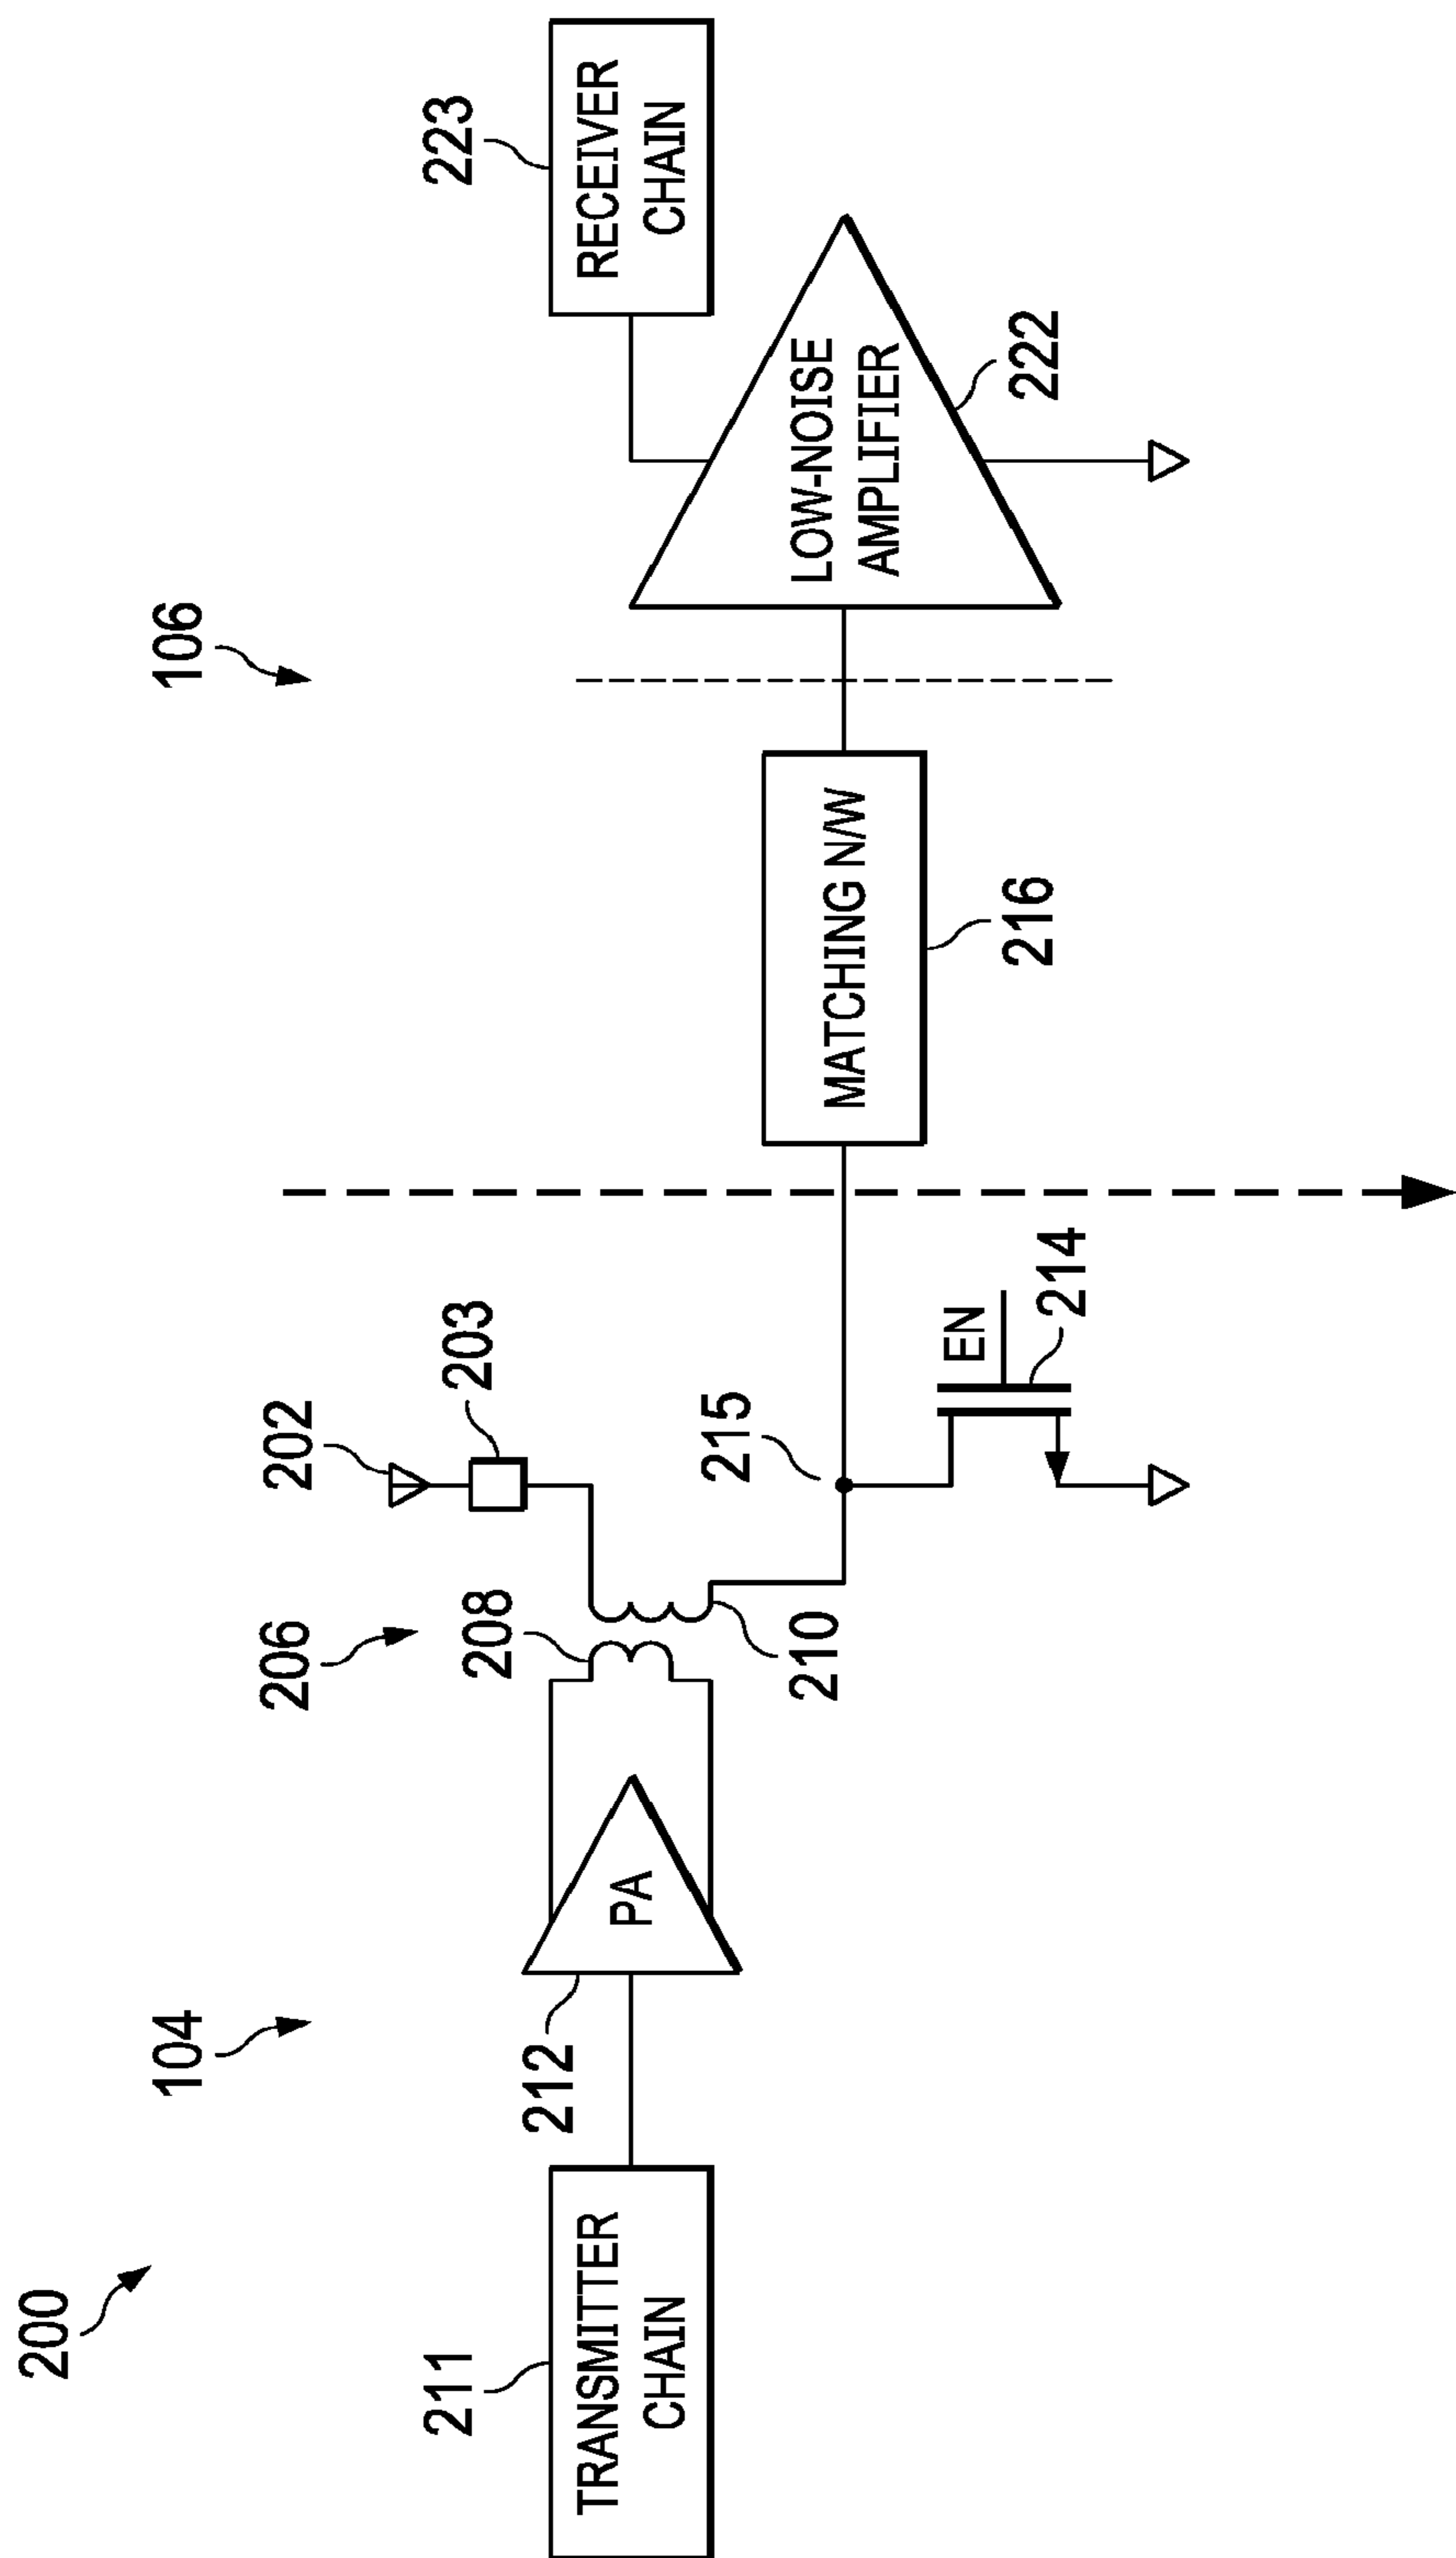 200
104
106
206
202
203
208
210
215
EN
214
211
TRANSMITTER
CHAIN
212
PA
MATCHING N/W
216
LOW-NOISE
AMPLIFIER
222
223
RECEIVER
CHAIN